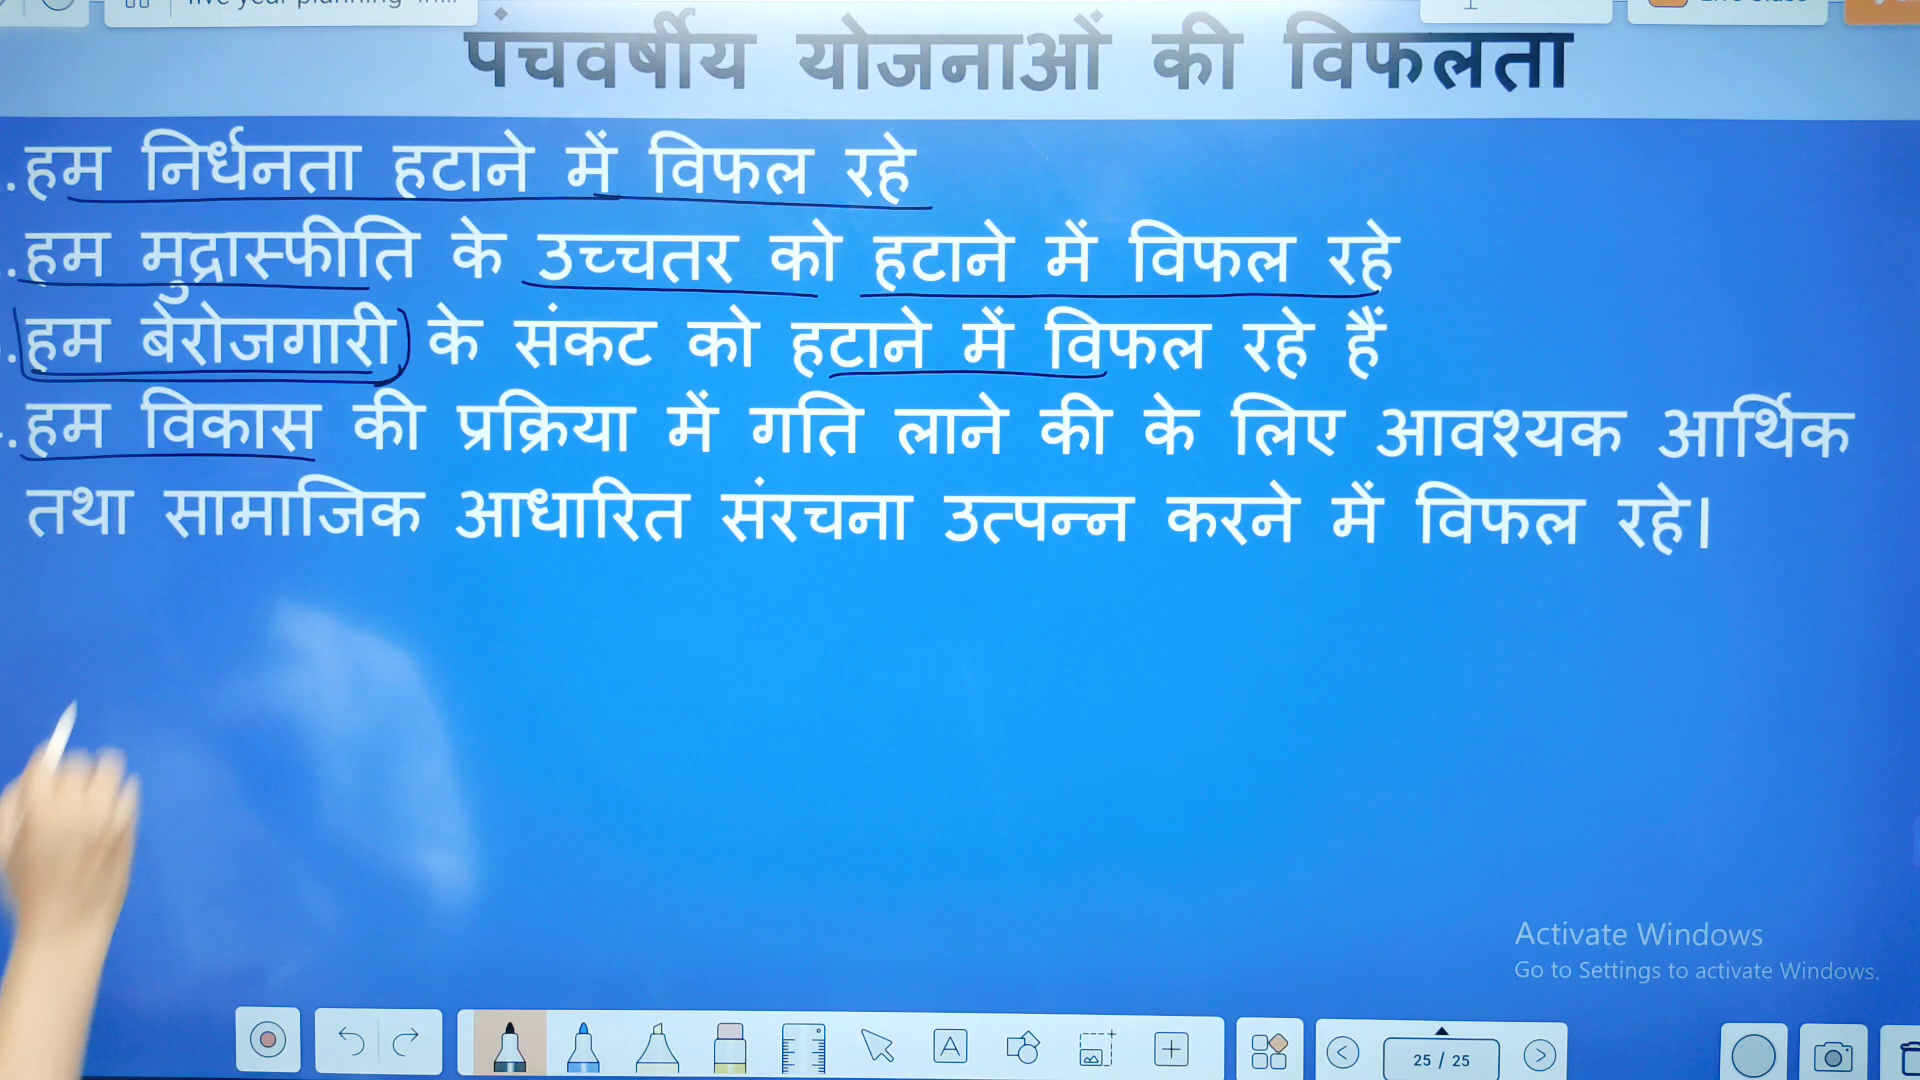 पंचवर्षीय योजनाओं की विफलता
.हम निर्धनता हटाने में विफल रहे
.हम मुद्रास्फीति के उच्चतर को हटाने में विफल रहे
.हम बेरोजगारी के संकट को हटाने में विफल रहे हैं
.हम विकास की प्रक्रिया में गति लाने की के लिए आवश्यक आर्थिक
तथा सामाजिक आधारित संरचना उत्पन्न करने में विफल रहे।
Activate Windows
Go to Settings to activate Windows.
A
25 / 25